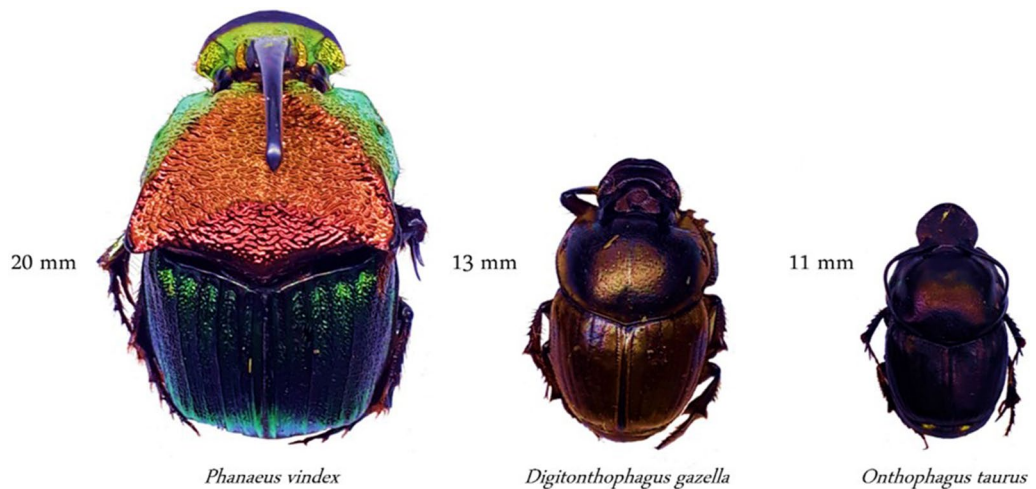 20 mm
13 mm
11 mm
Phanaeus vindex
Digitonthophagus gazella
Onthophagus taurus